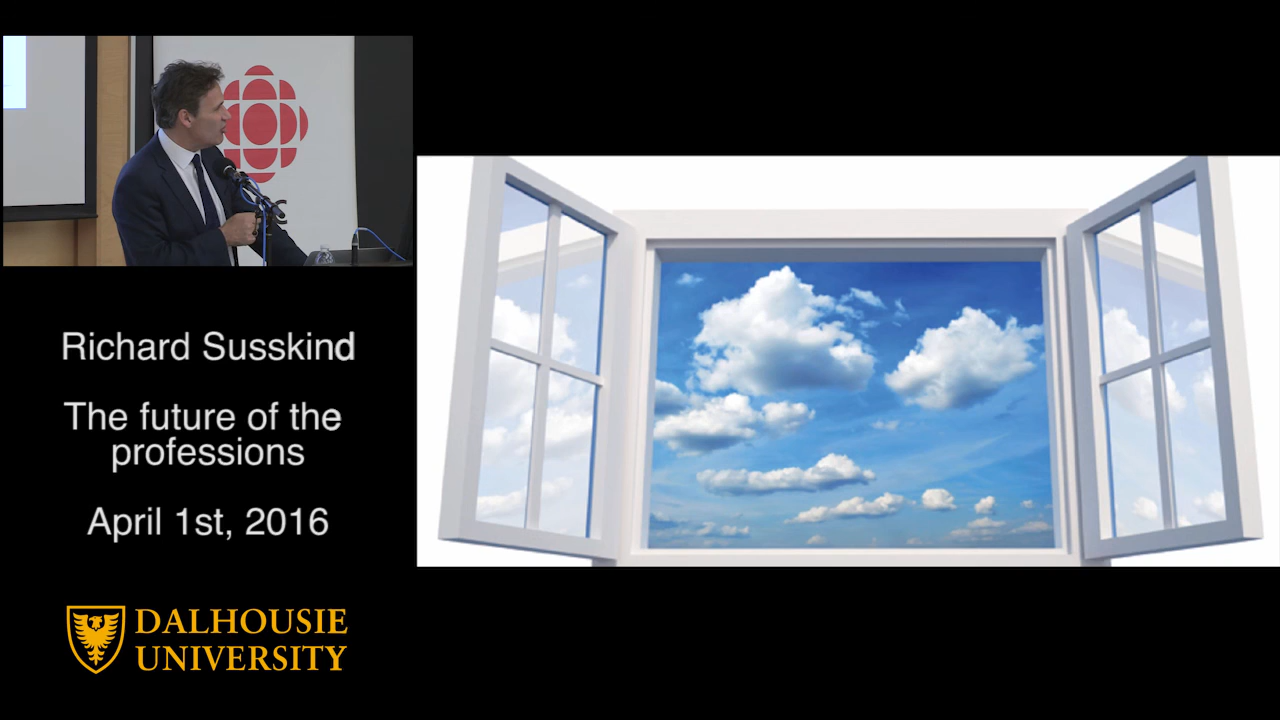 Richard Susskind
The future of the
professions
April 1st, 2016
DALHOUSIE
UNIVERSITY